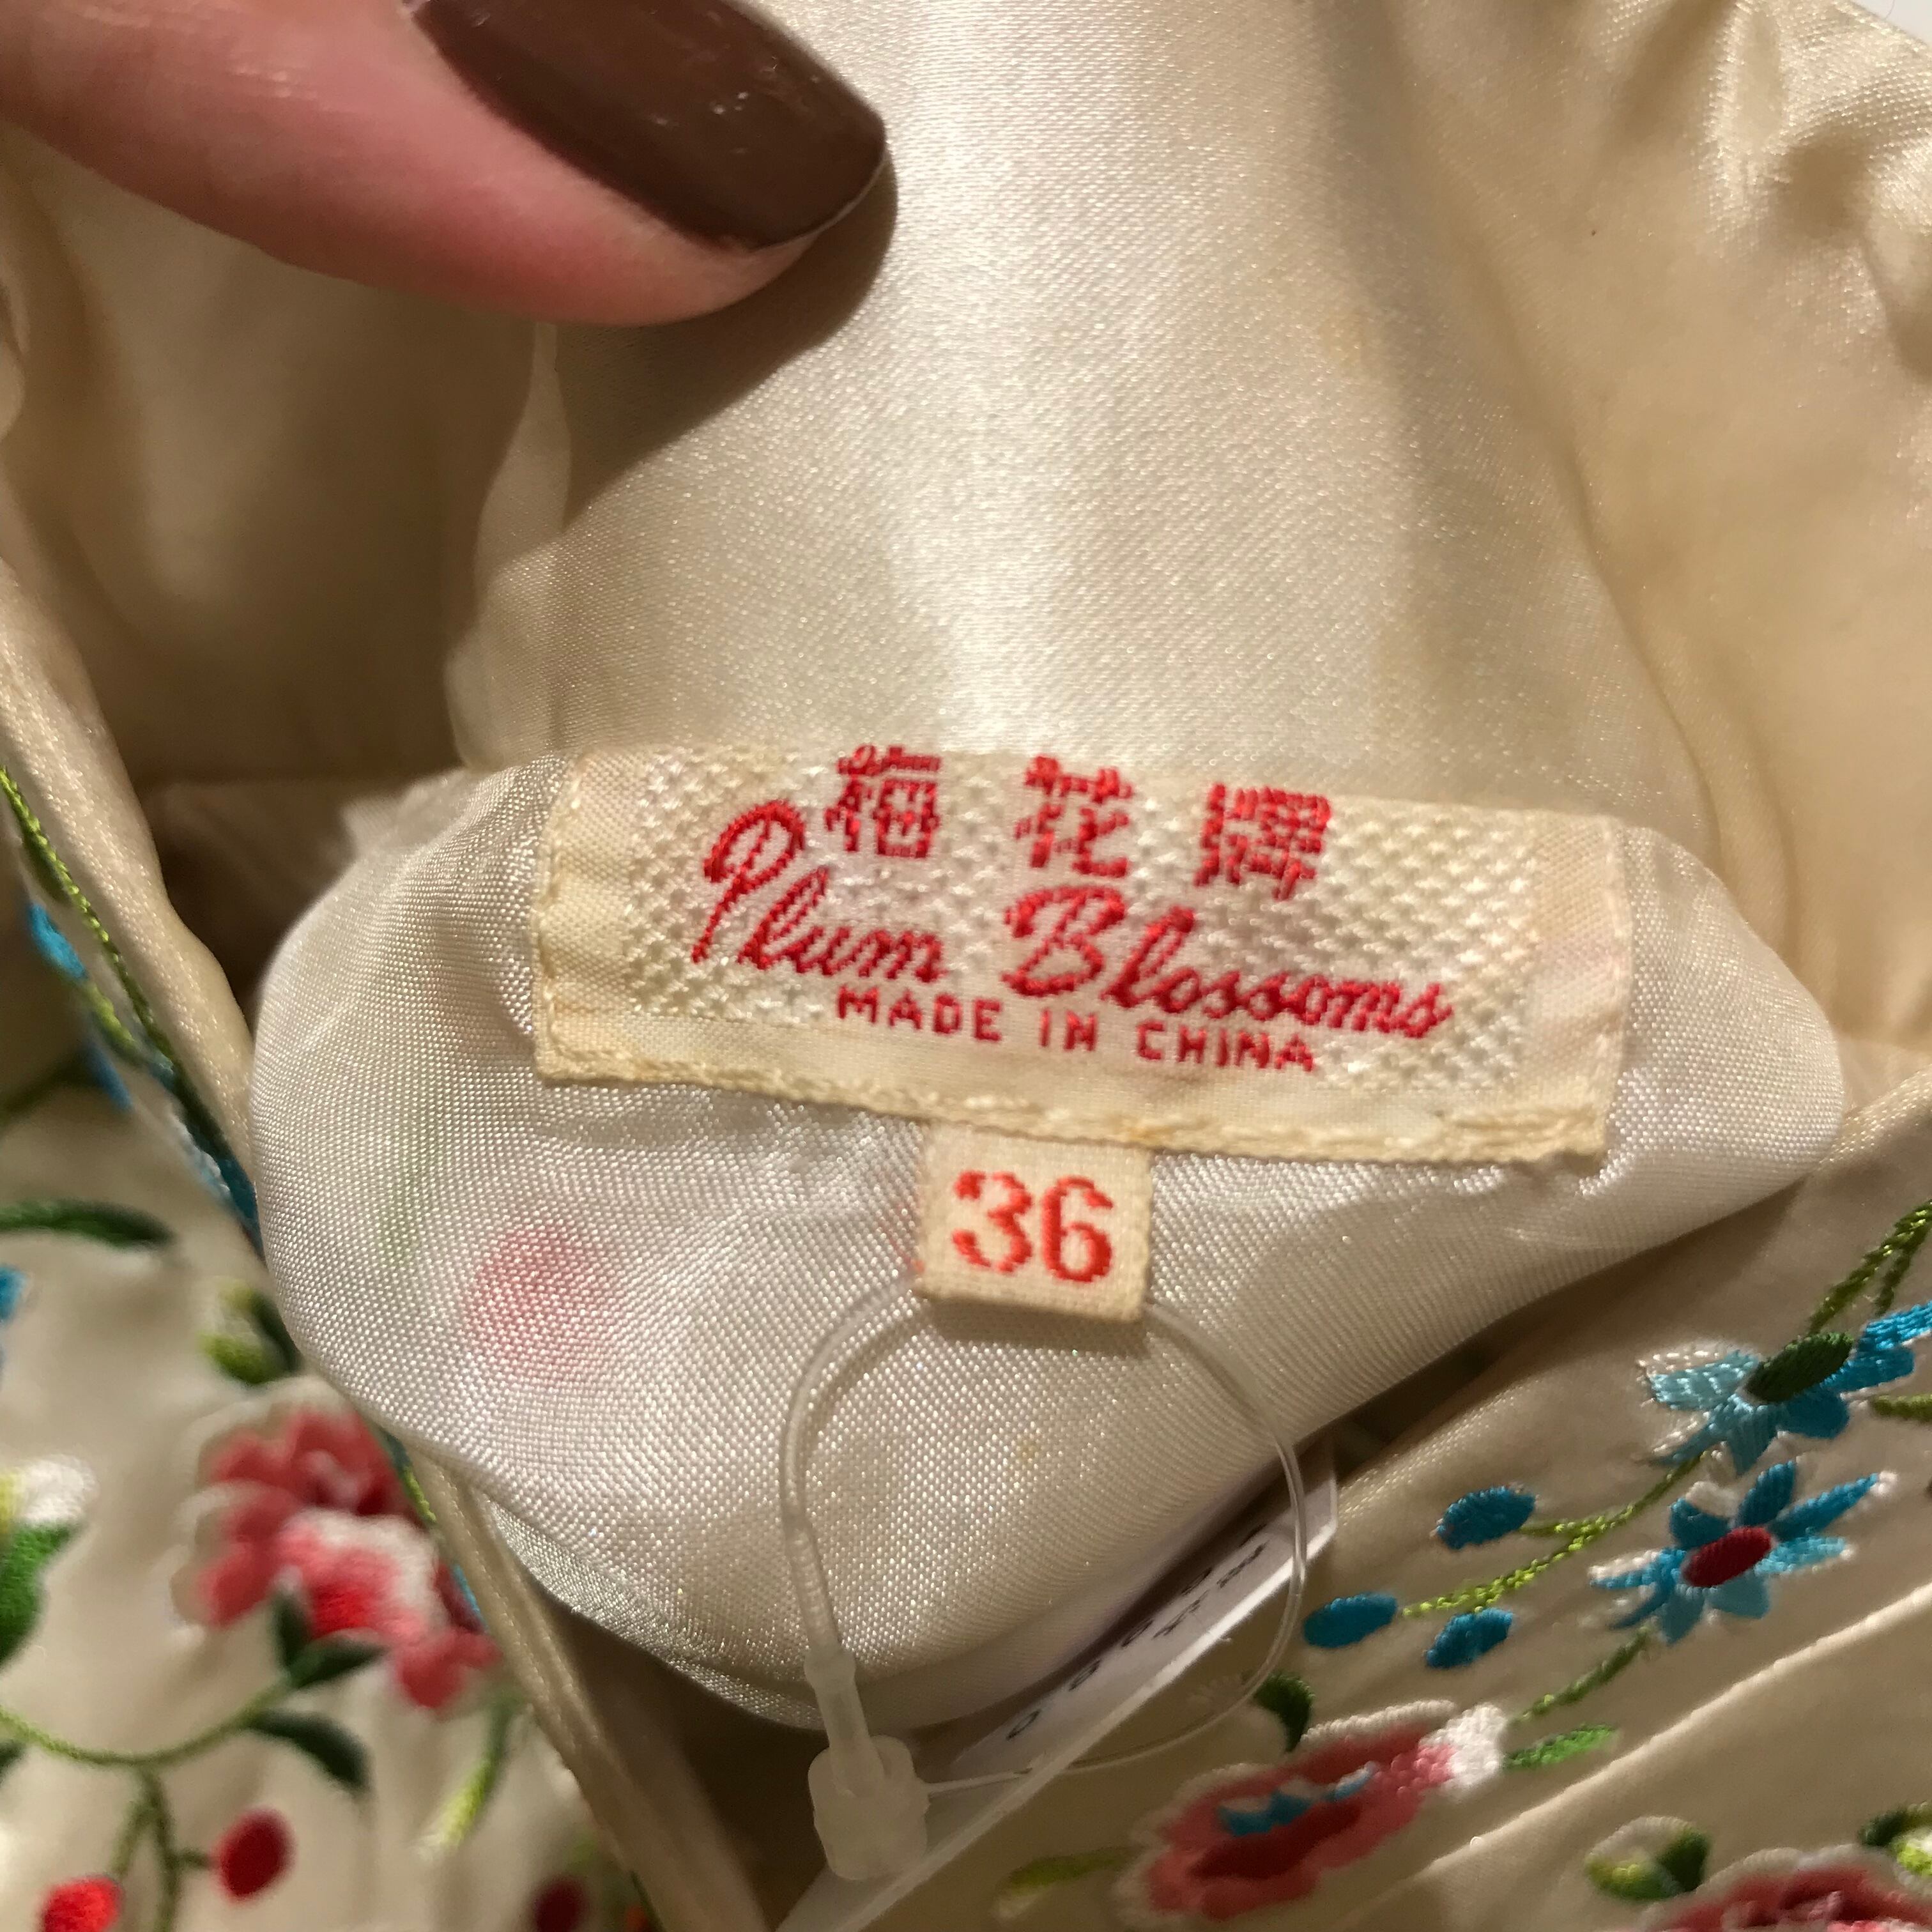 梅花牌
Plum Blossoms
MADE IN CHINA
36